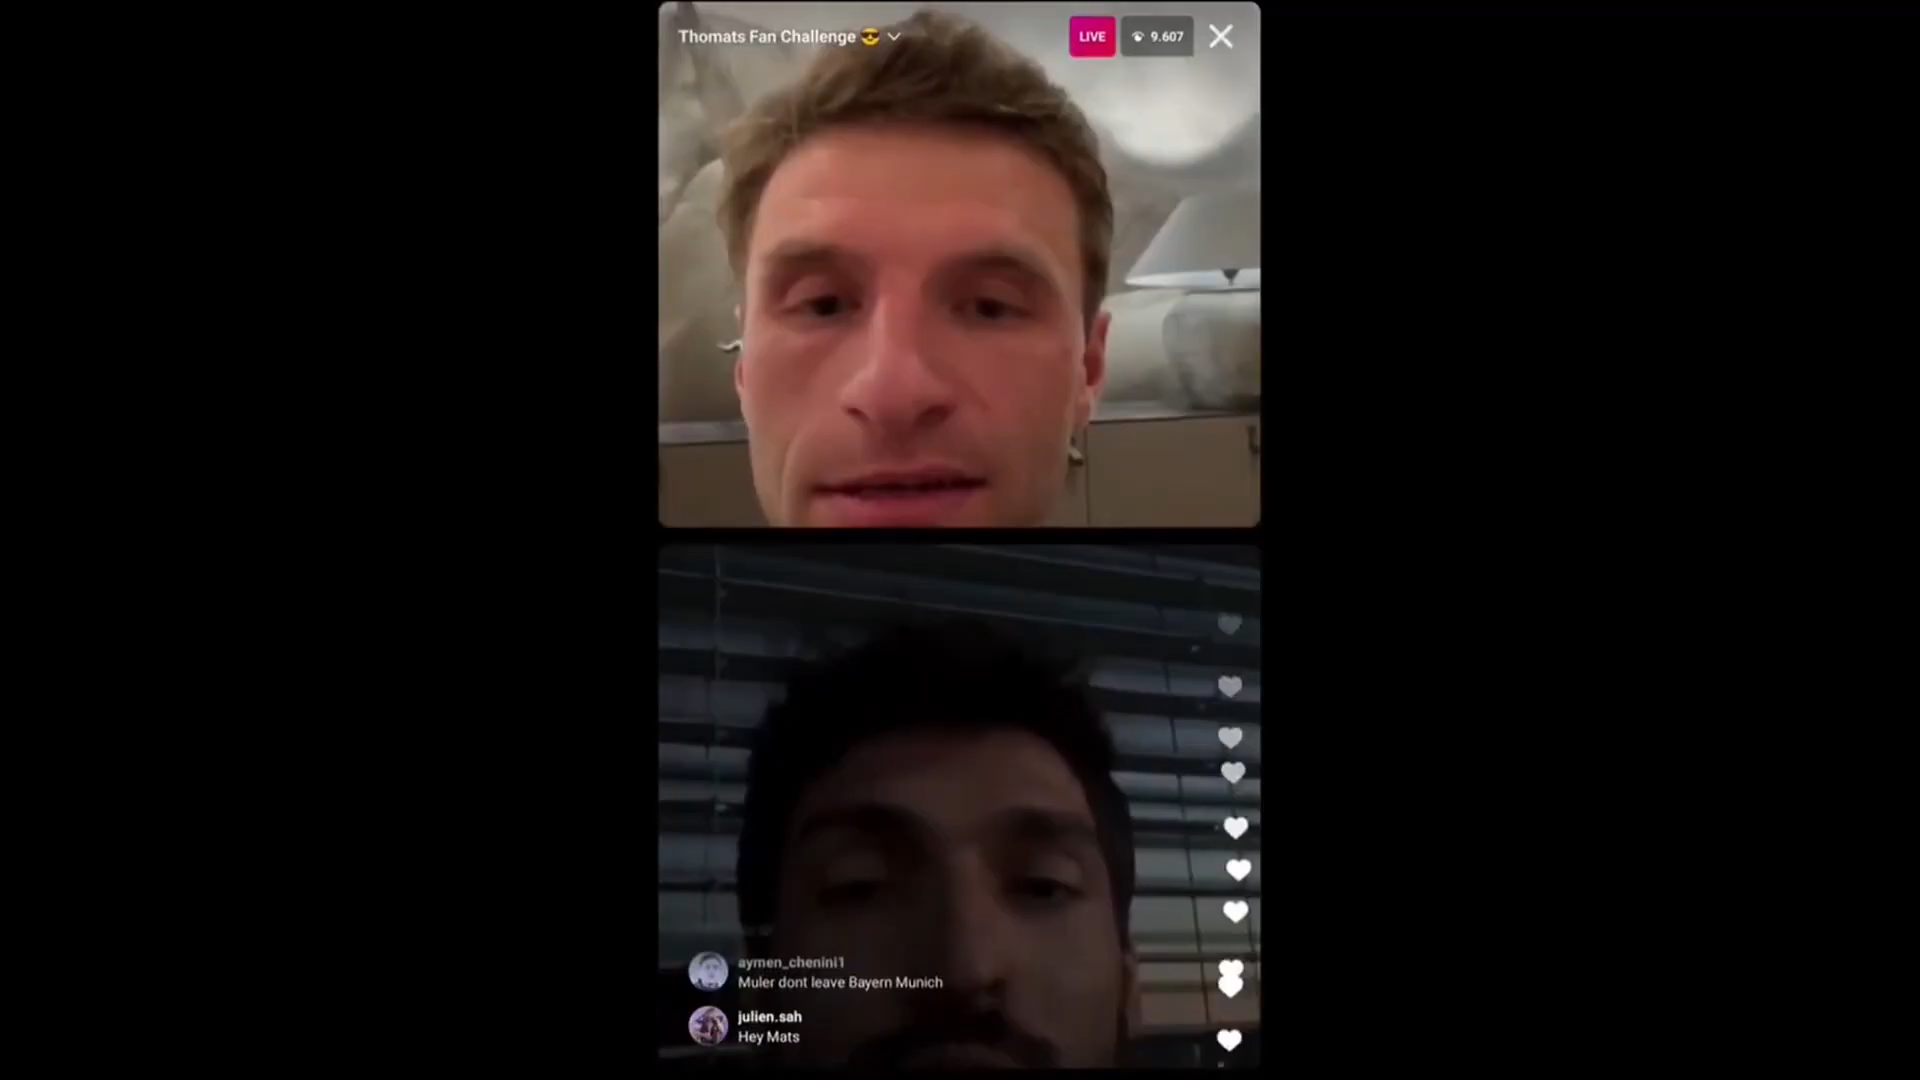 Thomats Fan Challenge 😎
LIVE
9.607
aymen_chenini1
Muler dont leave Bayern Munich
julien.sah
Hey Mats